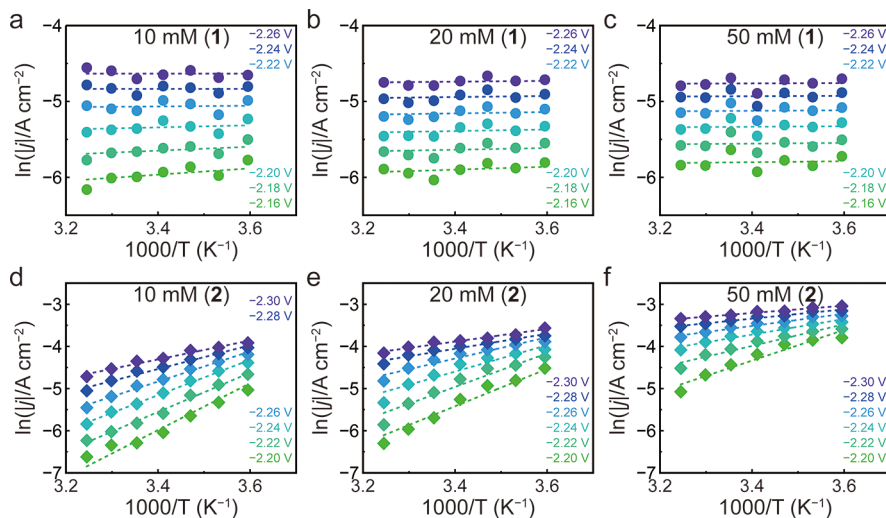 a
10 mM (1)
−2.26 V
−2.24 V
−2.22 V
−2.20 V
−2.18 V
−2.16 V
−4
−5
−6
ln(|j|/A cm⁻²)
3.2
3.4
3.6
1000/T (K⁻¹)
b
20 mM (1)
−2.26 V
−2.24 V
−2.22 V
−2.20 V
−2.18 V
−2.16 V
−4
−5
−6
ln(|j|/A cm⁻²)
3.2
3.4
3.6
1000/T (K⁻¹)
c
50 mM (1)
−2.26 V
−2.24 V
−2.22 V
−2.20 V
−2.18 V
−2.16 V
−4
−5
−6
ln(|j|/A cm⁻²)
3.2
3.4
3.6
1000/T (K⁻¹)
d
10 mM (2)
−2.30 V
−2.28 V
−2.26 V
−2.24 V
−2.22 V
−2.20 V
−3
−4
−5
−6
−7
ln(|j|/A cm⁻²)
3.2
3.4
3.6
1000/T (K⁻¹)
e
20 mM (2)
−2.30 V
−2.28 V
−2.26 V
−2.24 V
−2.22 V
−2.20 V
−3
−4
−5
−6
−7
ln(|j|/A cm⁻²)
3.2
3.4
3.6
1000/T (K⁻¹)
f
50 mM (2)
−2.30 V
−2.28 V
−2.26 V
−2.24 V
−2.22 V
−2.20 V
−3
−4
−5
−6
−7
ln(|j|/A cm⁻²)
3.2
3.4
3.6
1000/T (K⁻¹)